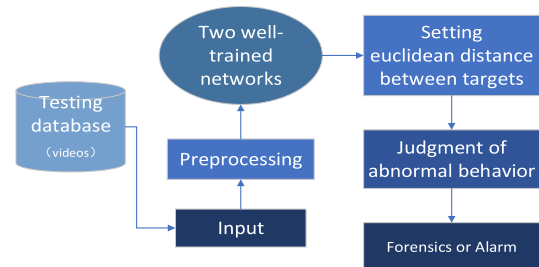 Testing
database
（videos）
Input
Preprocessing
Two well-
trained
networks
Setting
euclidean distance
between targets
Judgment of
abnormal behavior
Forensics or Alarm